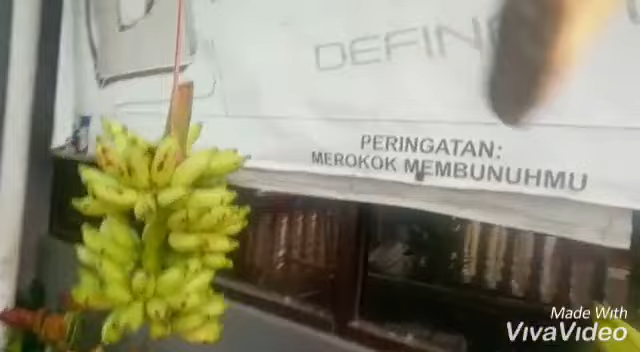 DEFIN
PERINGATAN:
MEROKOK MEMBUNUHMU
Made With
VivaVideo